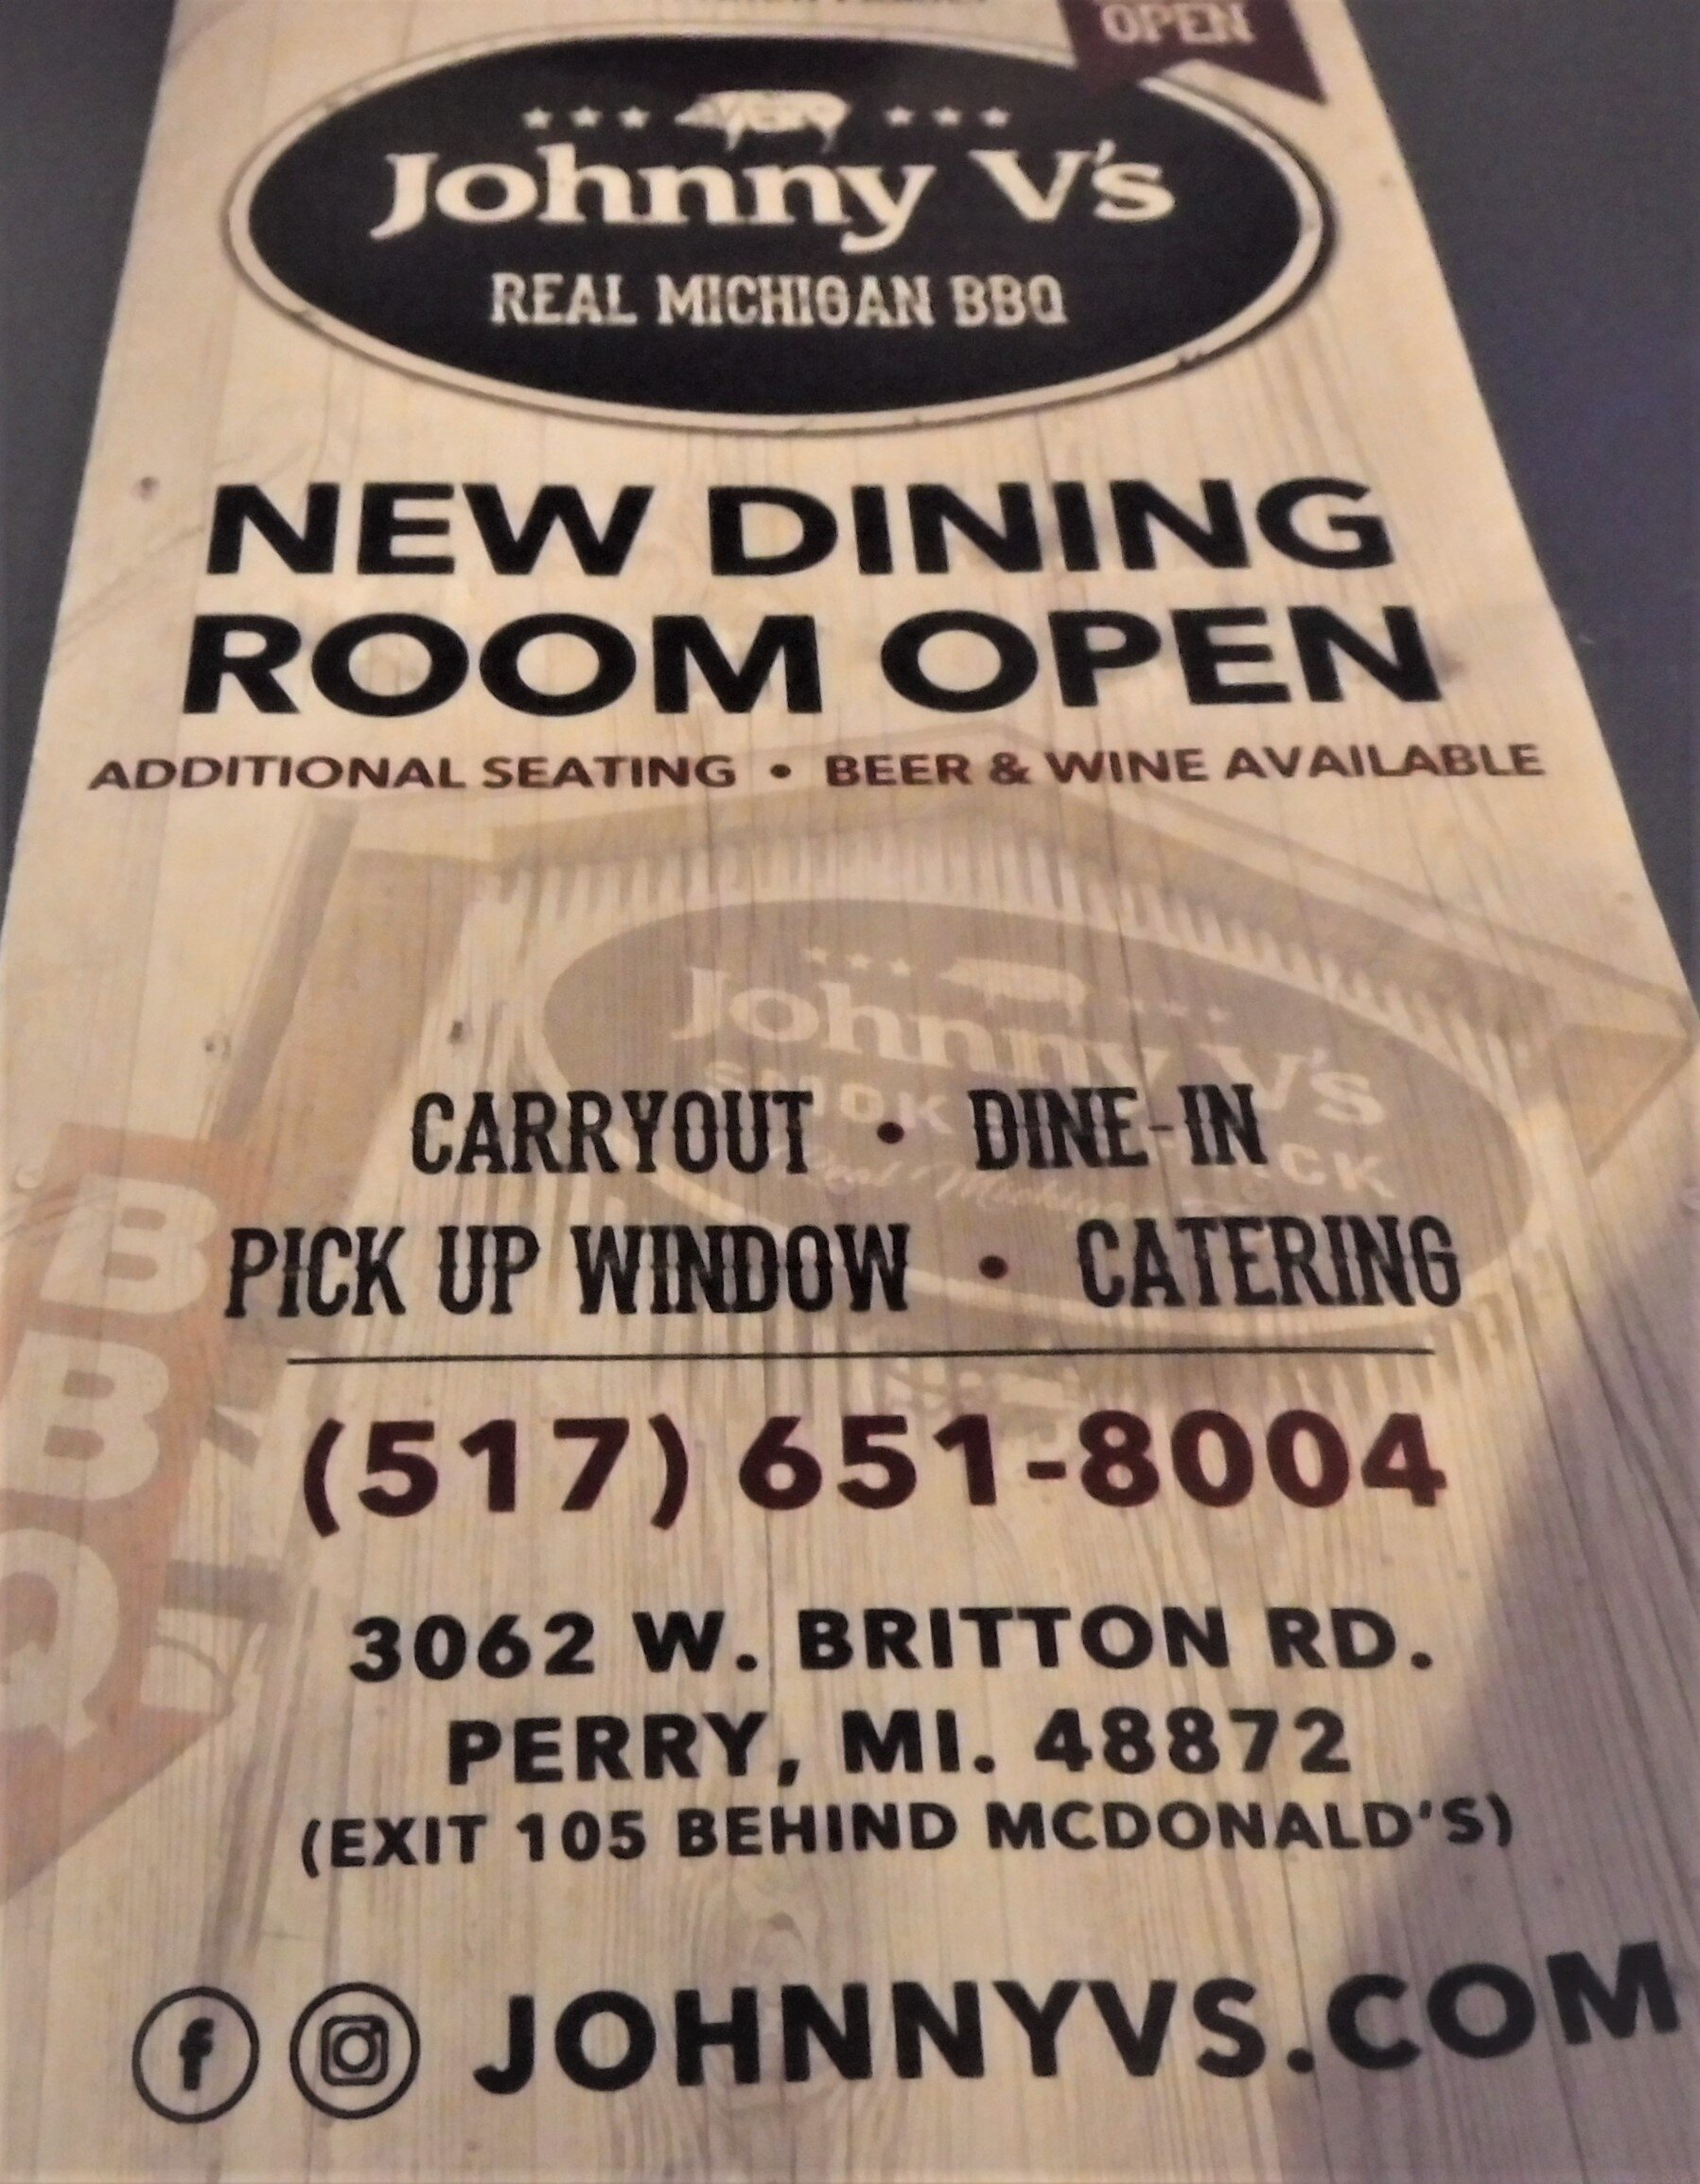 OPEN
Johnny V's
REAL MICHIGAN BBQ
NEW DINING
ROOM OPEN
ADDITIONAL SEATING • BEER & WINE AVAILABLE
Johnny V's
CARRYOUT • DINE-IN
PICK UP WINDOW • CATERING
B
B
Q
(517) 651-8004
3062 W. BRITTON RD.
PERRY, MI. 48872
(EXIT 105 BEHIND MCDONALD'S)
f JOHNNYVS.COM